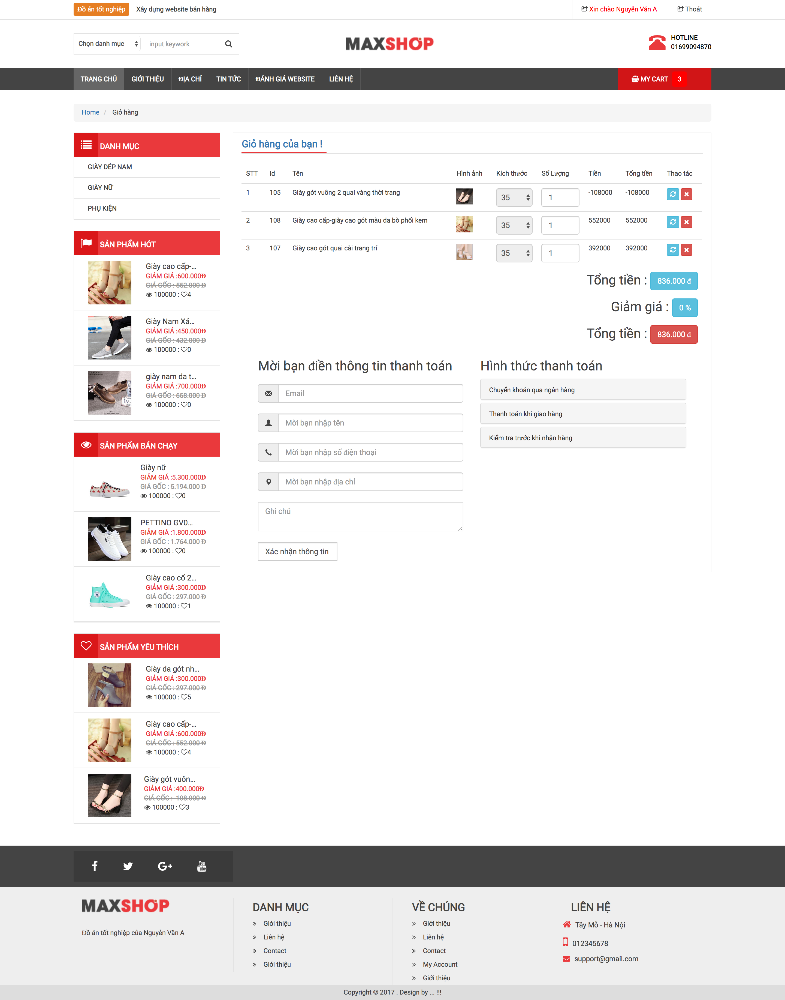 Đồ án tốt nghiệp Xây dựng website bán hàng Xin chào Nguyễn Văn A Thoát
Chọn danh mục input keywork MAXSHOP HOTLINE
01699094870
TRANG CHỦ GIỚI THIỆU ĐỊA CHỈ TIN TỨC ĐÁNH GIÁ WEBSITE LIÊN HỆ MY CART 3
Home / Giỏ hàng
DANH MỤC
GIÀY DÉP NAM
GIÀY NỮ
PHỤ KIỆN
SẢN PHẨM HÓT
Giày cao cấp-...
GIẢM GIÁ :600.000Đ
GIÁ GỐC : 552.000 Đ
100000 : 4
Giày Nam Xá...
GIẢM GIÁ :450.000Đ
GIÁ GỐC : 432.000 Đ
100000 : 0
giày nam da t...
GIẢM GIÁ :700.000Đ
GIÁ GỐC : 658.000 Đ
100000 : 0
SẢN PHẨM BÁN CHẠY
Giày nữ
GIẢM GIÁ :5.300.000Đ
GIÁ GỐC : 5.194.000 Đ
100000 : 0
PETTINO GV0...
GIẢM GIÁ :1.800.000Đ
GIÁ GỐC : 1.764.000 Đ
100000 : 0
Giày cao cổ 2...
GIẢM GIÁ :300.000Đ
GIÁ GỐC : 297.000 Đ
100000 : 1
SẢN PHẨM YÊU THÍCH
Giày da gót nh...
GIẢM GIÁ :300.000Đ
GIÁ GỐC : 297.000 Đ
100000 : 5
Giày cao cấp-...
GIẢM GIÁ :600.000Đ
GIÁ GỐC : 552.000 Đ
100000 : 4
Giày gót vuôn...
GIẢM GIÁ :400.000Đ
GIÁ GỐC : -108.000 Đ
100000 : 3
Giỏ hàng của bạn !
STT Id Tên Hình ảnh Kích thước Số Lượng Tiền Tổng tiền Thao tác
1 105 Giày gót vuông 2 quai vàng thời trang 35 1 -108000 -108000
2 108 Giày cao cấp-giày cao gót màu da bò phối kem 35 1 552000 552000
3 107 Giày cao gót quai cài trang trí 35 1 392000 392000
Tổng tiền : 836.000 đ
Giảm giá : 0 %
Tổng tiền : 836.000 đ
Mời bạn điền thông tin thanh toán
Email
Mời bạn nhập tên
Mời bạn nhập số điện thoại
Mời bạn nhập địa chỉ
Ghi chú
Xác nhận thông tin
Hình thức thanh toán
Chuyển khoản qua ngân hàng
Thanh toán khi giao hàng
Kiểm tra trước khi nhận hàng
You
Tube
MAXSHOP
Đồ án tốt nghiệp của Nguyễn Văn A
DANH MỤC
Giới thiệu
Liên hệ
Contact
Giới thiệu
VỀ CHÚNG
Giới thiệu
Liên hệ
Contact
My Account
Giới thiệu
LIÊN HỆ
Tây Mỗ - Hà Nội
012345678
support@gmail.com
Copyright © 2017 . Design by ... !!!